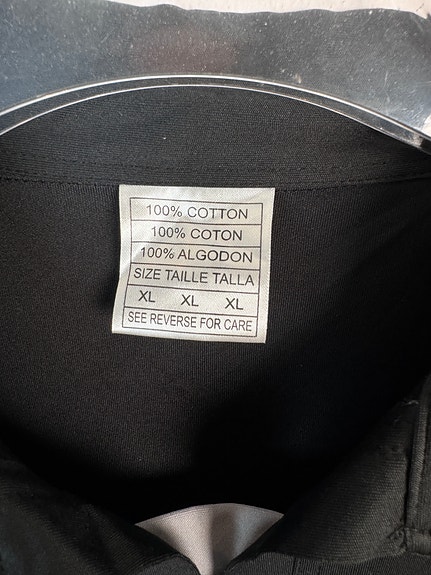 100% COTTON
100% COTON
100% ALGODON
SIZE TAILLE TALLA
XL XL XL
SEE REVERSE FOR CARE